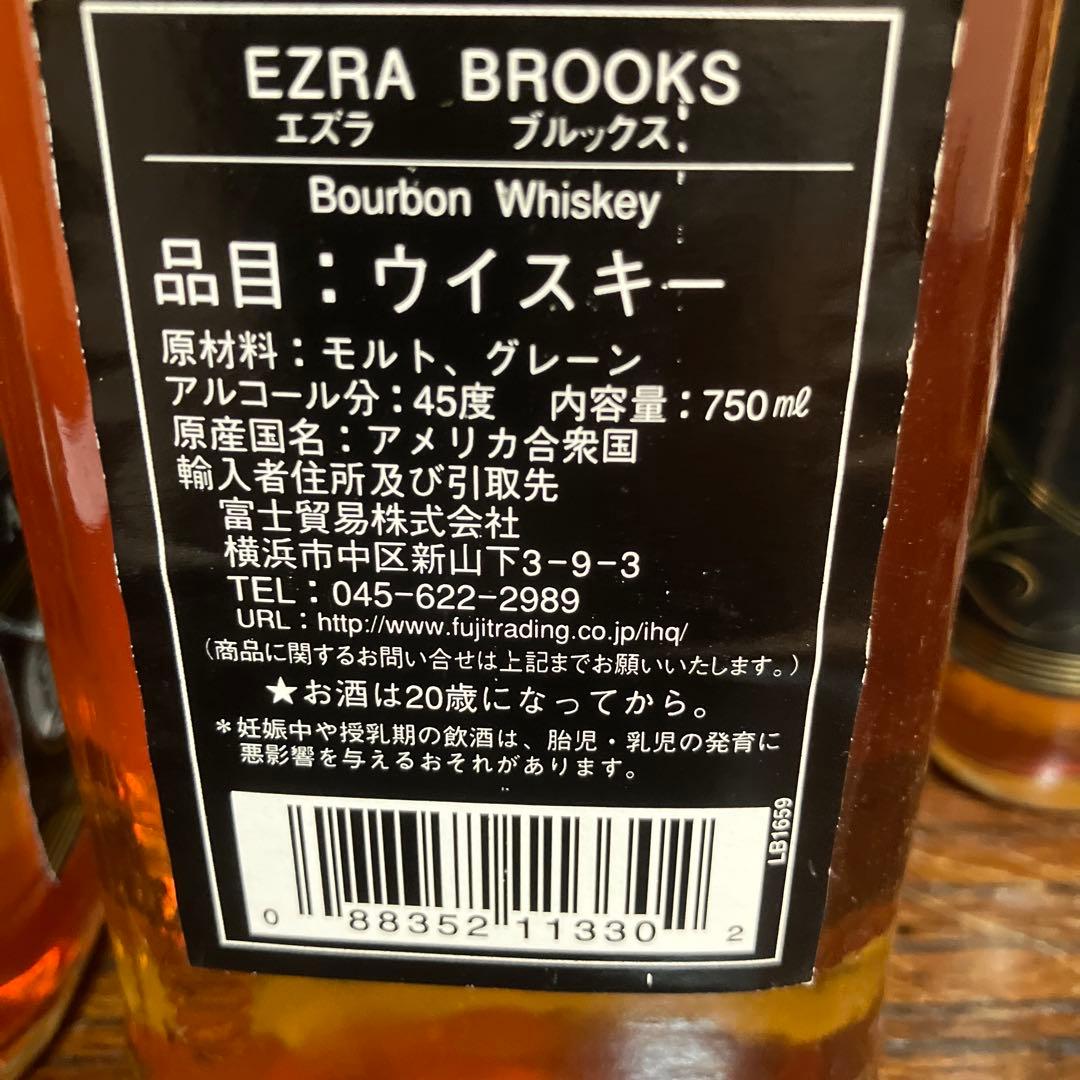 EZRA BROOKS
エズラ ブルックス
Bourbon Whiskey
品目：ウイスキー
原材料：モルト、グレーン
アルコール分：45度 内容量：750㎖
原産国名：アメリカ合衆国
輸入者住所及び引取先
富士貿易株式会社
横浜市中区新山下3-9-3
TEL：045-622-2989
URL：http://www.fujitrading.co.jp/ihq/
（商品に関するお問い合せは上記までお願いいたします。）
★お酒は20歳になってから。
＊妊娠中や授乳期の飲酒は、胎児・乳児の発育に
悪影響を与えるおそれがあります。
LB1659
0 88352 11330 2